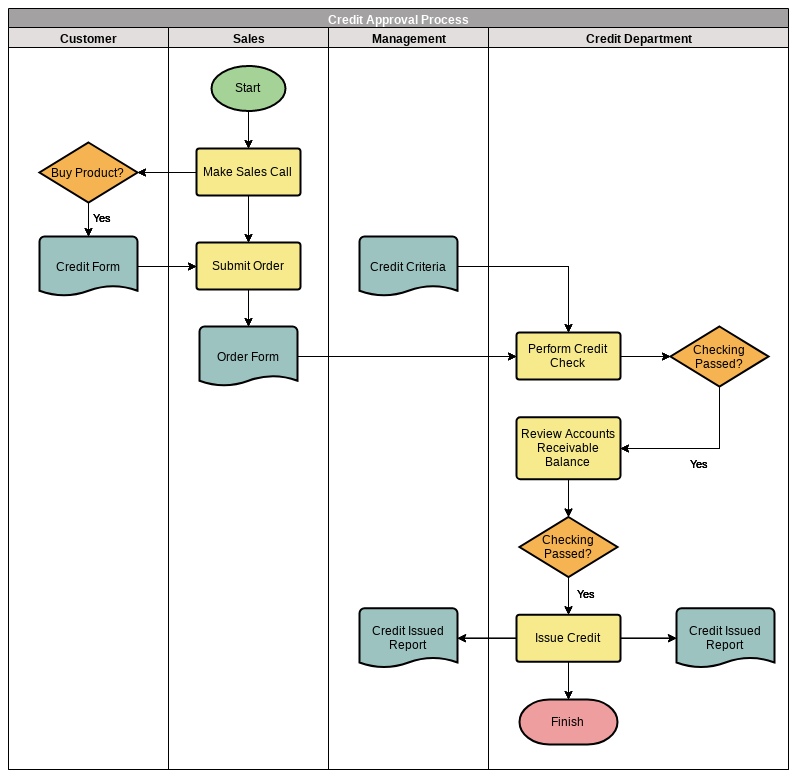 Credit Approval Process
Customer
Sales
Management
Credit Department
Start
Buy Product?
Make Sales Call
Yes
Credit Form
Submit Order
Credit Criteria
Order Form
Perform Credit
Check
Checking
Passed?
Review Accounts
Receivable
Balance
Yes
Checking
Passed?
Yes
Credit Issued
Report
Issue Credit
Credit Issued
Report
Finish